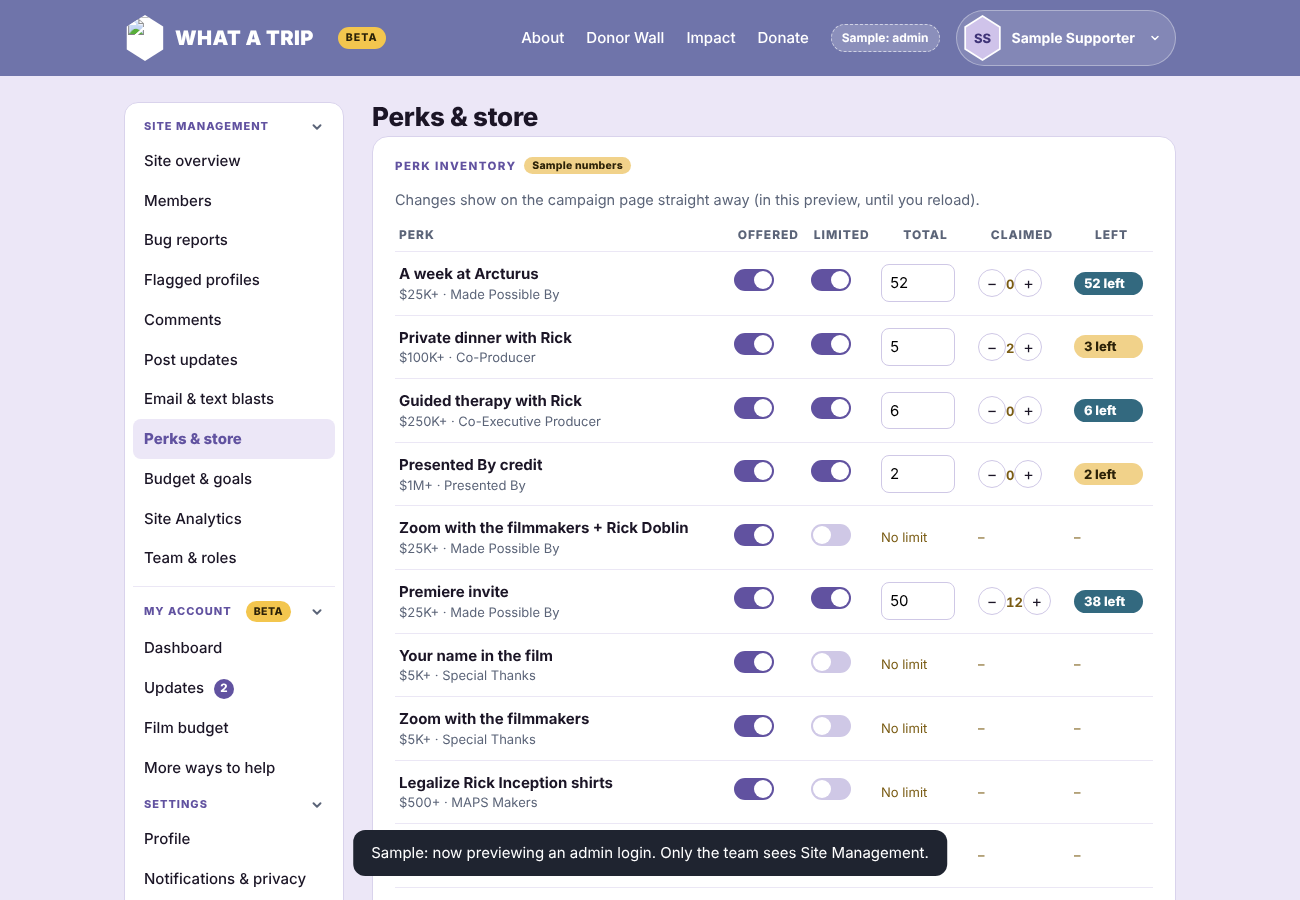 WHAT A TRIP
BETA
About
Donor Wall
Impact
Donate
Sample: admin
SS
Sample Supporter
SITE MANAGEMENT
Site overview
Members
Bug reports
Flagged profiles
Comments
Post updates
Email & text blasts
Perks & store
Budget & goals
Site Analytics
Team & roles
MY ACCOUNT BETA
Dashboard
Updates 2
Film budget
More ways to help
SETTINGS
Profile
Notifications & privacy
Perks & store
PERK INVENTORY Sample numbers
Changes show on the campaign page straight away (in this preview, until you reload).
PERK OFFERED LIMITED TOTAL CLAIMED LEFT
A week at Arcturus
$25K+ · Made Possible By
52 − 0 + 52 left
Private dinner with Rick
$100K+ · Co-Producer
5 − 2 + 3 left
Guided therapy with Rick
$250K+ · Co-Executive Producer
6 − 0 + 6 left
Presented By credit
$1M+ · Presented By
2 − 0 + 2 left
Zoom with the filmmakers + Rick Doblin
$25K+ · Made Possible By
No limit – –
Premiere invite
$25K+ · Made Possible By
50 − 12 + 38 left
Your name in the film
$5K+ · Special Thanks
No limit – –
Zoom with the filmmakers
$5K+ · Special Thanks
No limit – –
Legalize Rick Inception shirts
$500+ · MAPS Makers
No limit – –
– –
Sample: now previewing an admin login. Only the team sees Site Management.